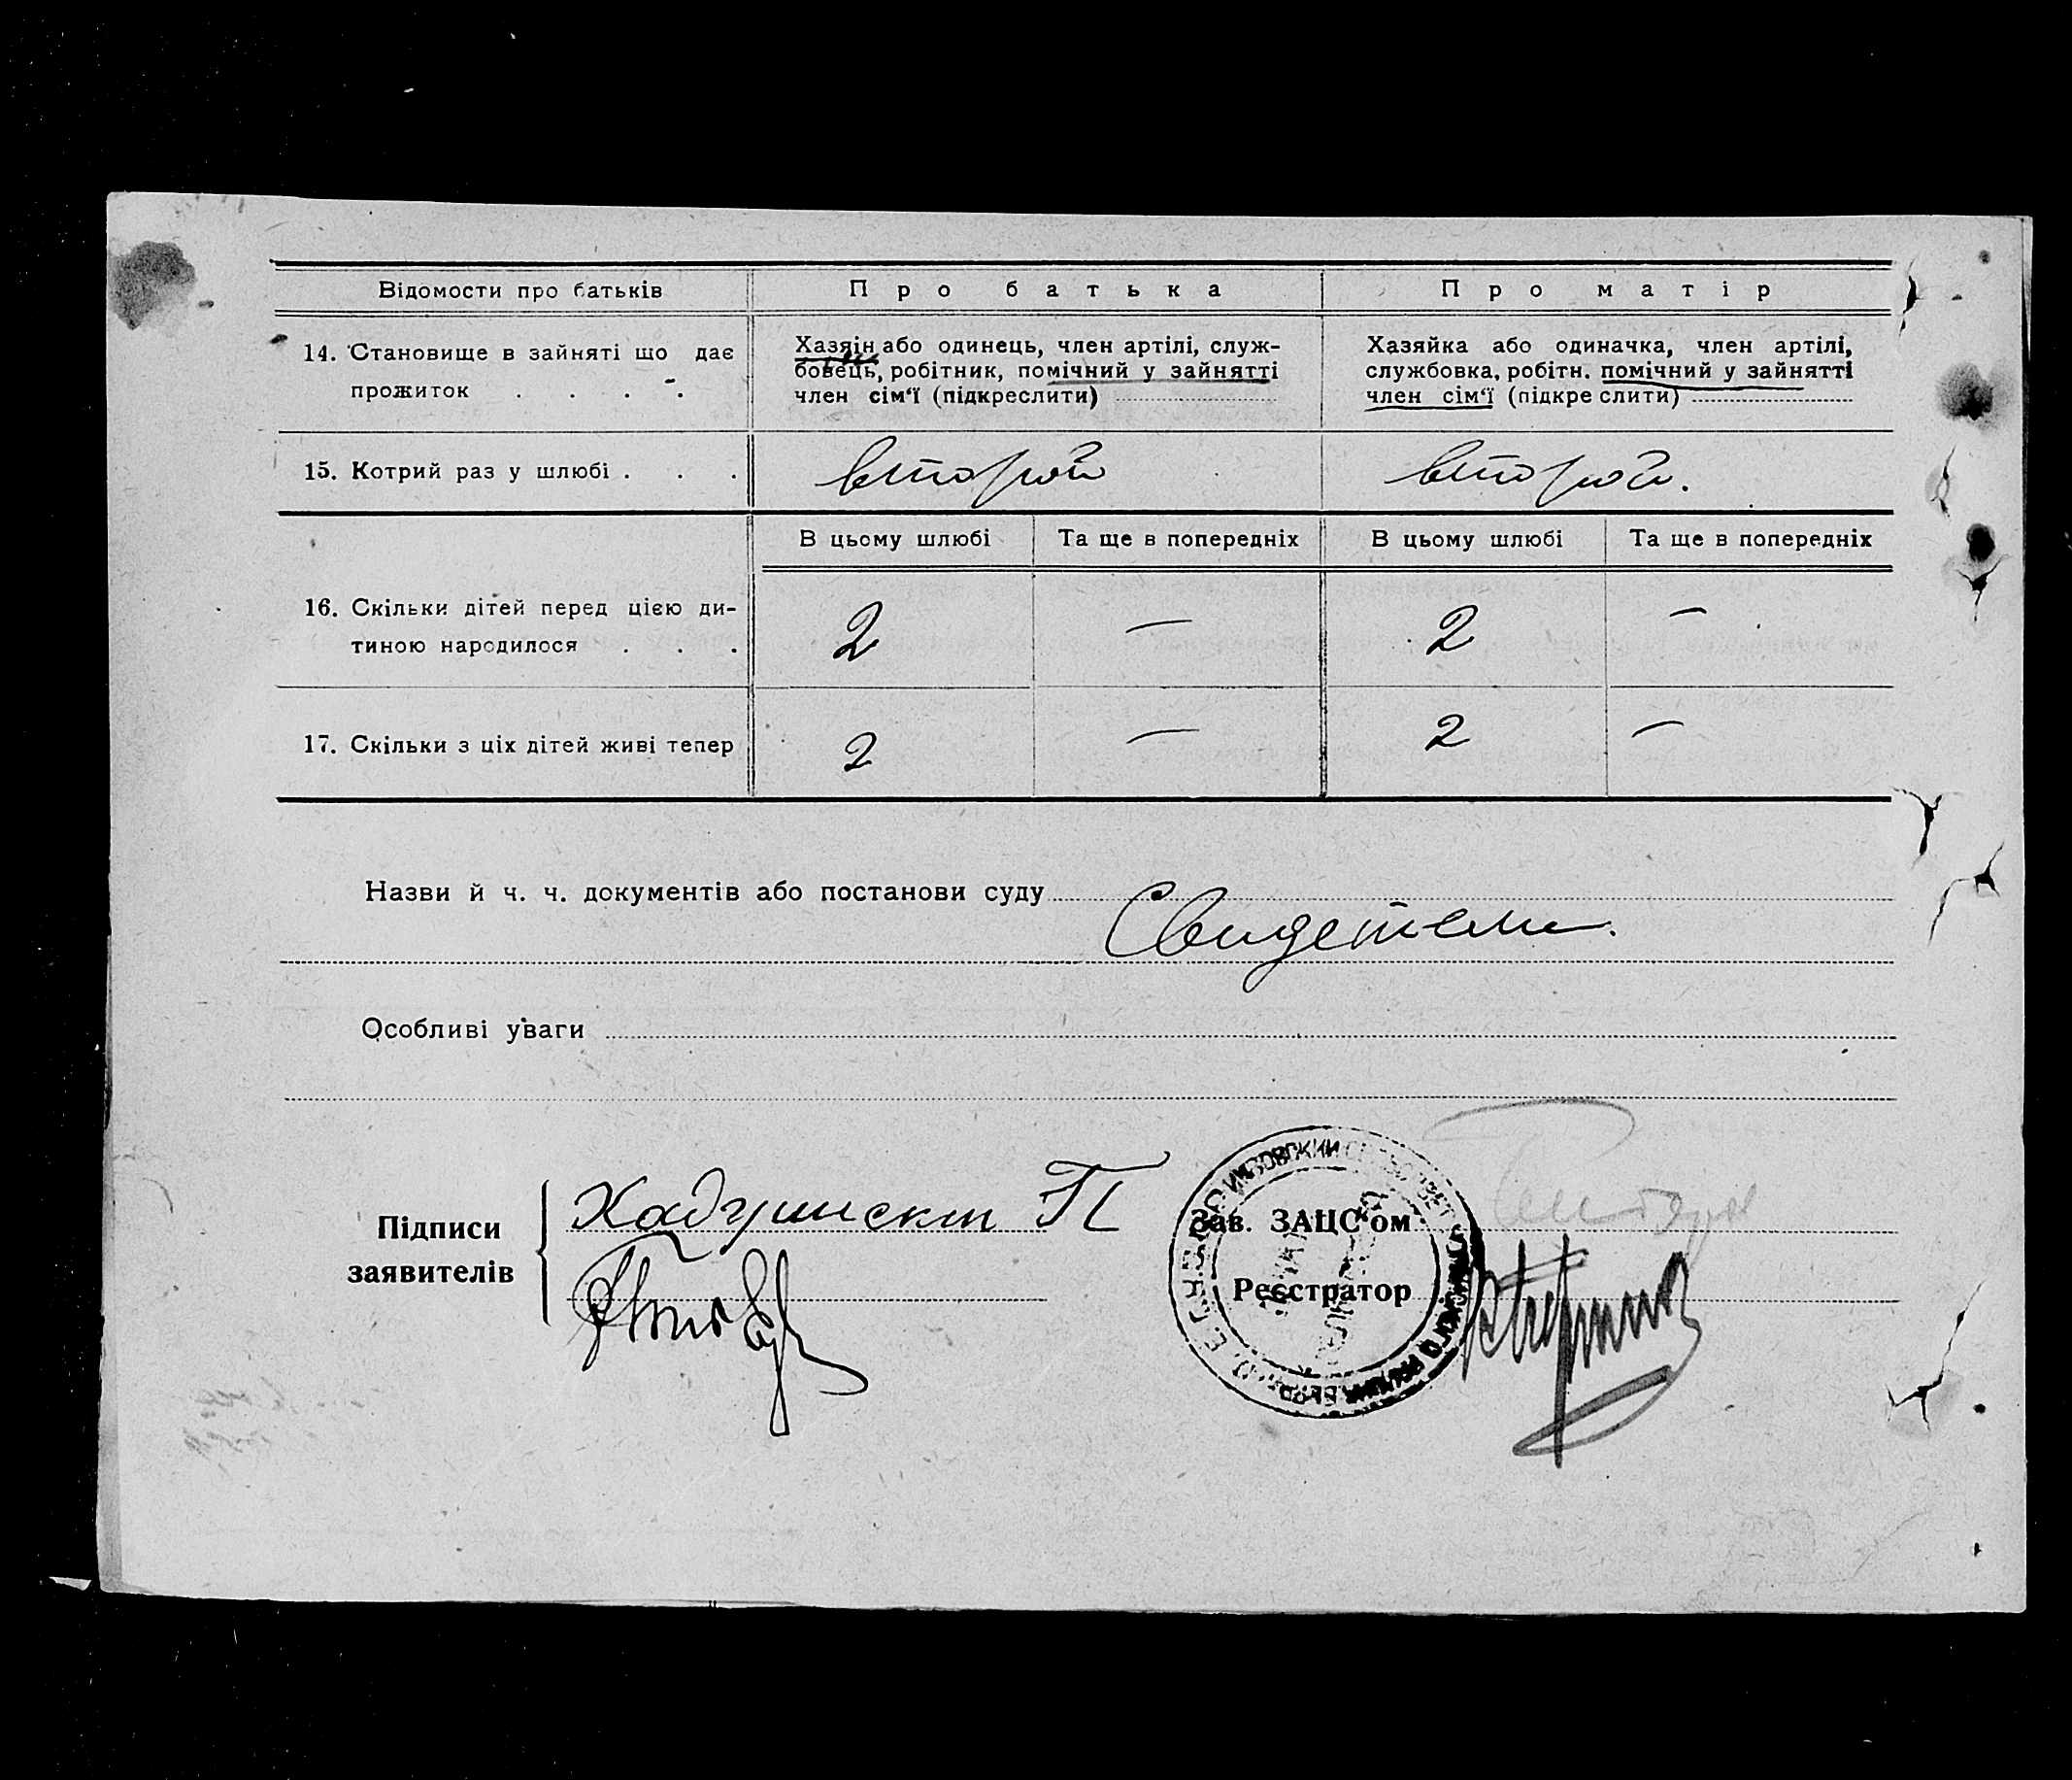 Відомости про батьків
Про батька
Про матір
14. Становище в зайняті що дає
прожиток . . . .
Хазяїн або одинець, член артілі, служ-
бовець, робітник, помічний у зайнятті
член сім'ї (підкреслити)
Хазяйка або одиначка, член артілі,
службовка, робітн. помічний у зайнятті
член сім'ї (підкре слити)
15. Котрий раз у шлюбі . . .
второй
второй.
В цьому шлюбі
Та ще в попередніх
В цьому шлюбі
Та ще в попередніх
16. Скільки дітей перед цією ди-
тиною народилося . . .
2
—
2
—
17. Скільки з ціх дітей живі тепер
2
—
2
—
Назви й ч. ч. документів або постанови суду
Свидетели.
Особливі уваги
Підписи
заявителів
П
Зав. ЗАЦС'ом
Реєстратор